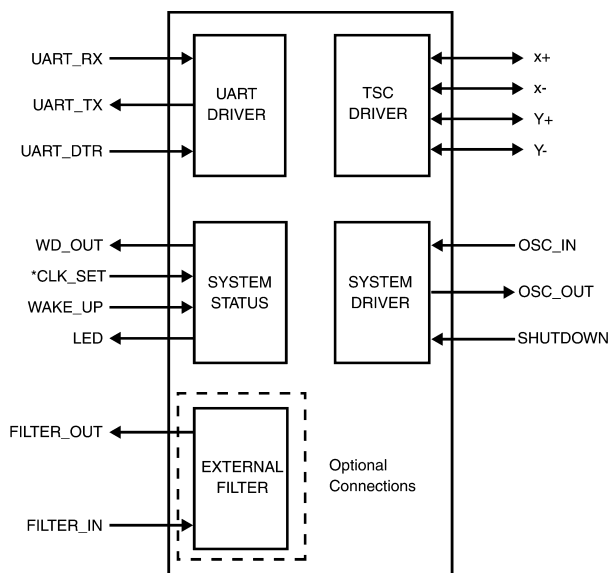 UART_RX
UART_TX
UART_DTR
UART
DRIVER
TSC
DRIVER
x+
x-
Y+
Y-
WD_OUT
*CLK_SET
WAKE_UP
LED
SYSTEM
STATUS
SYSTEM
DRIVER
OSC_IN
OSC_OUT
SHUTDOWN
FILTER_OUT
FILTER_IN
EXTERNAL
FILTER
Optional
Connections